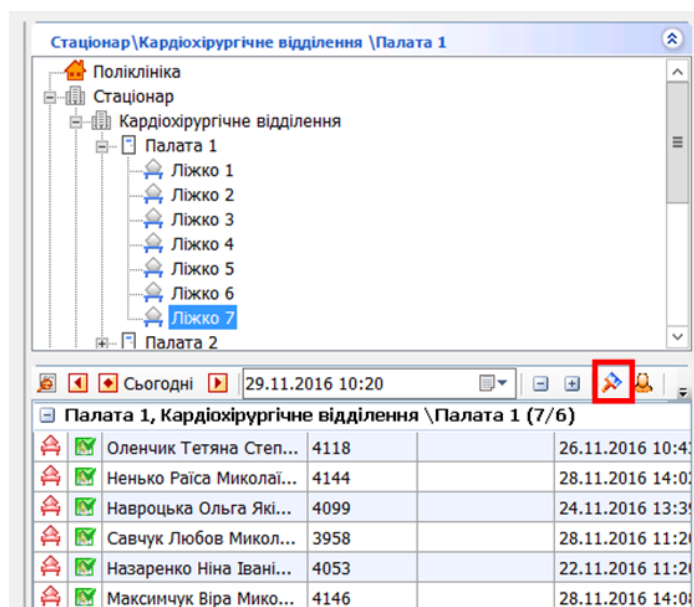 Стаціонар\Кардіохірургічне відділення \Палата 1
Поліклініка
Стаціонар
Кардіохірургічне відділення
Палата 1
Ліжко 1
Ліжко 2
Ліжко 3
Ліжко 4
Ліжко 5
Ліжко 6
Ліжко 7
Палата 2
Сьогодні 29.11.2016 10:20
Палата 1, Кардіохірургічне відділення \Палата 1 (7/6)
Оленчик Тетяна Степ... 4118 26.11.2016 10:4
Ненько Раїса Миколаї... 4144 28.11.2016 14:0
Навроцька Ольга Які... 4099 24.11.2016 13:3
Савчук Любов Микол... 3958 28.11.2016 11:2
Назаренко Ніна Івані... 4053 22.11.2016 11:2
Максимчук Віра Мико... 4146 28.11.2016 14:0